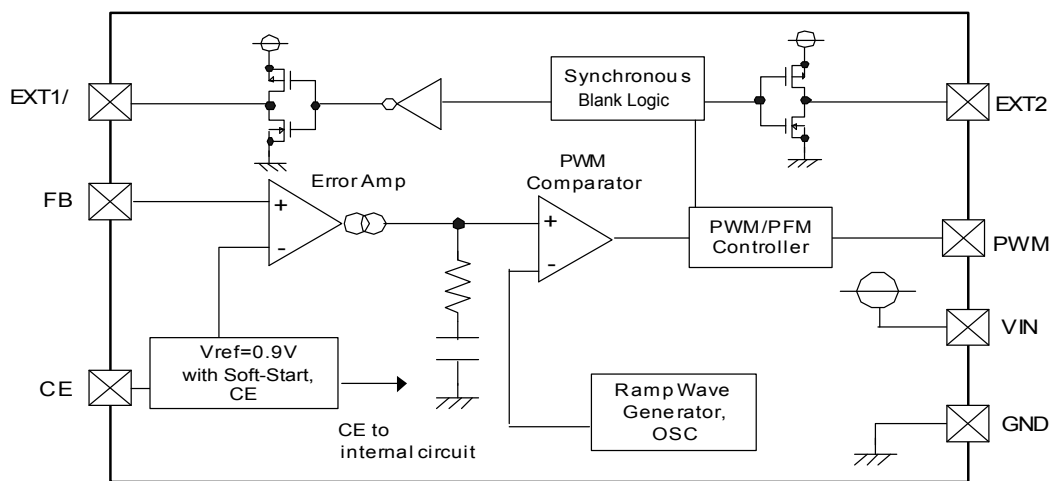 EXT1/
Synchronous
Blank Logic
EXT2
FB
Error Amp
+
-
PWM
Comparator
+
-
PWM/PFM
Controller
PWM
VIN
CE
Vref=0.9V
with Soft-Start,
CE
CE to
internal circuit
Ramp Wave
Generator,
OSC
GND